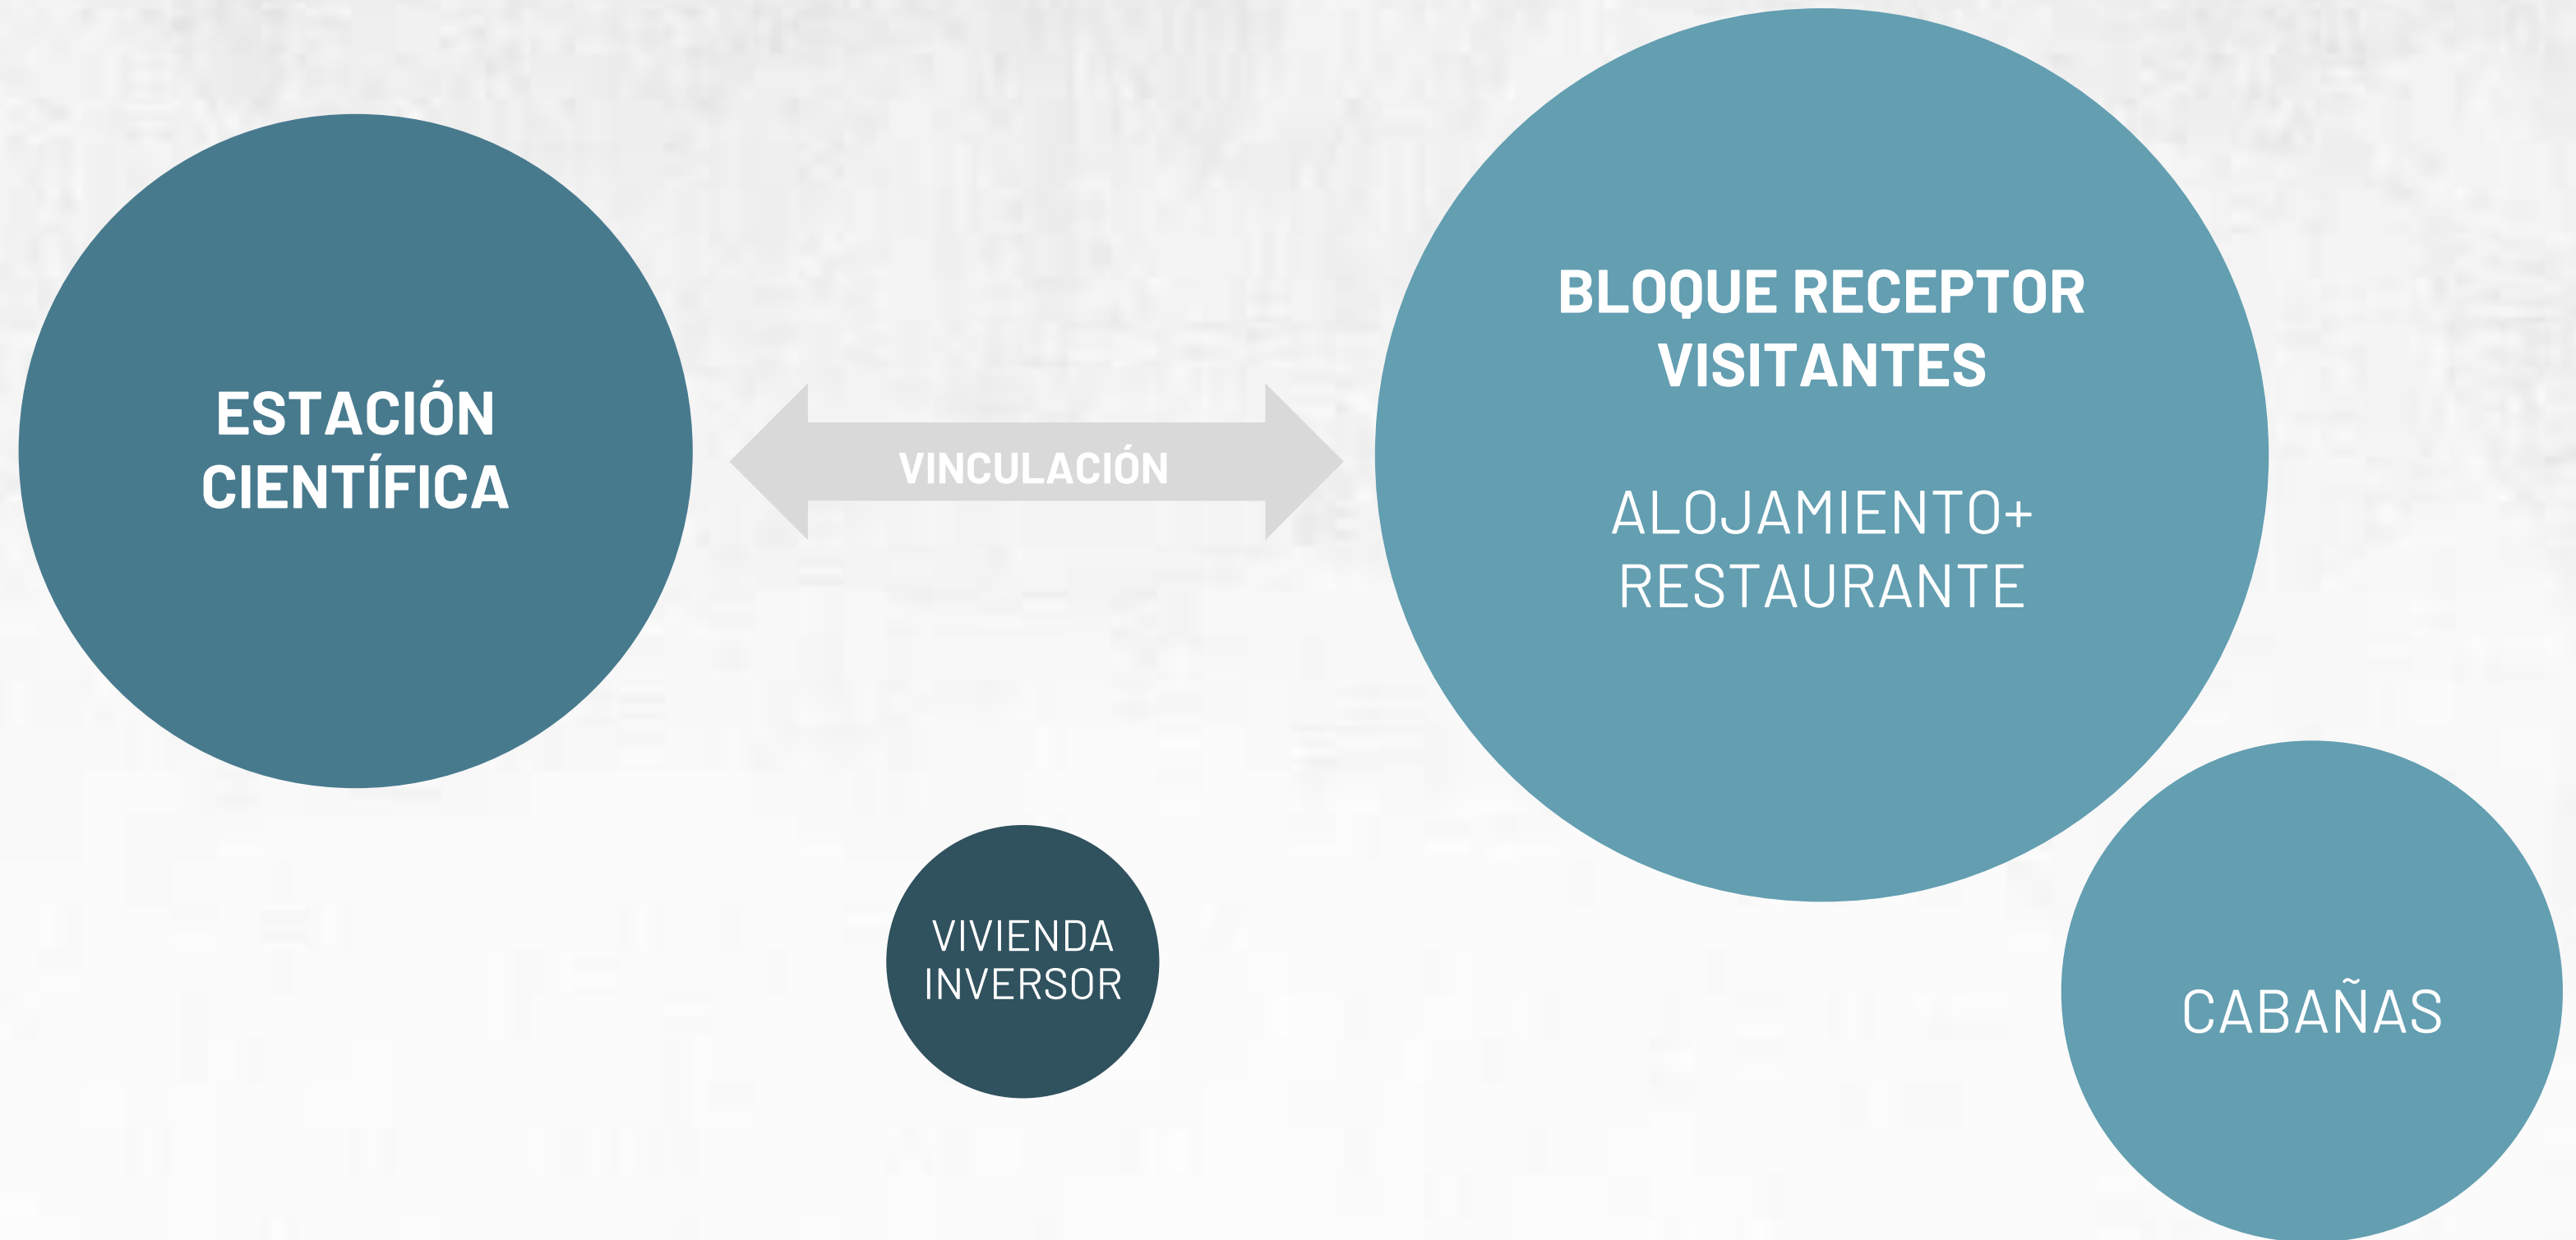 ESTACIÓN
CIENTÍFICA
VINCULACIÓN
BLOQUE RECEPTOR
VISITANTES
ALOJAMIENTO+
RESTAURANTE
VIVIENDA
INVERSOR
CABAÑAS